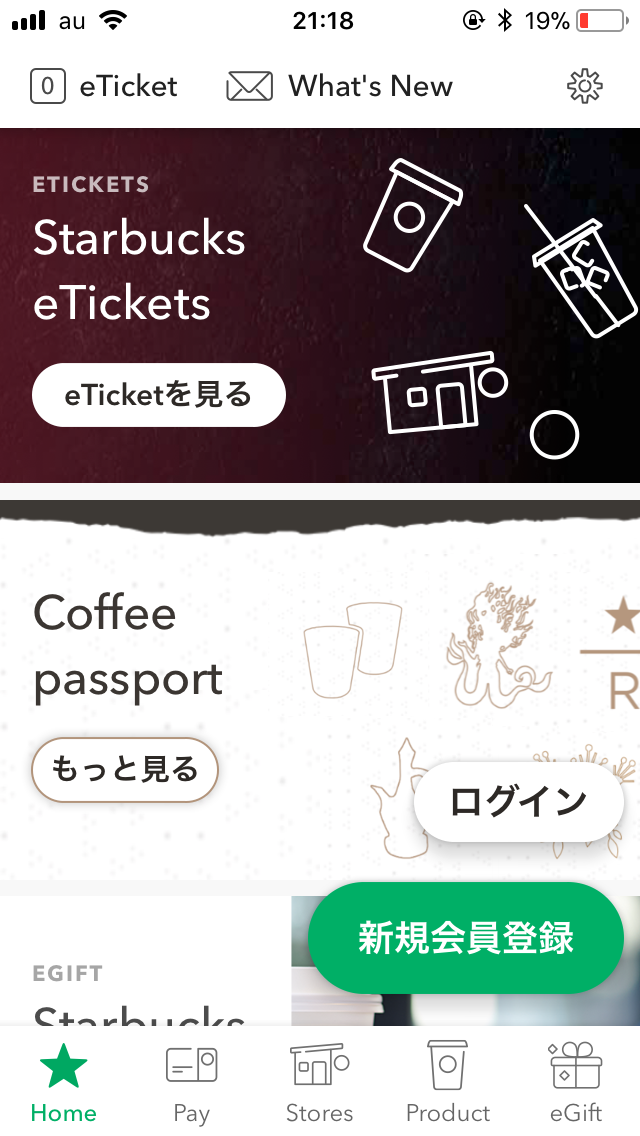 au 21:18 19%
0 eTicket What's New
ETICKETS
Starbucks
eTickets
eTicketを見る
Coffee
passport
R
もっと見る
ログイン
新規会員登録
EGIFT
Starbucks
Home Pay Stores Product eGift